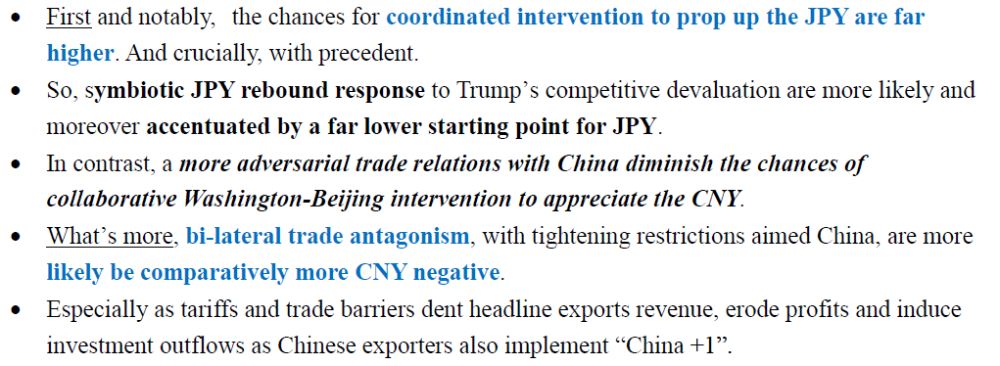 • First and notably, the chances for coordinated intervention to prop up the JPY are far
higher. And crucially, with precedent.
• So, symbiotic JPY rebound response to Trump’s competitive devaluation are more likely and
moreover accentuated by a far lower starting point for JPY.
• In contrast, a more adversarial trade relations with China diminish the chances of
collaborative Washington-Beijing intervention to appreciate the CNY.
• What’s more, bi-lateral trade antagonism, with tightening restrictions aimed China, are more
likely be comparatively more CNY negative.
• Especially as tariffs and trade barriers dent headline exports revenue, erode profits and induce
investment outflows as Chinese exporters also implement “China +1”.